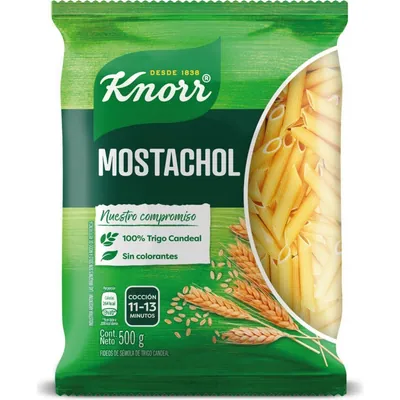 DESDE 1838
Knorr®
MOSTACHOL
Nuestro compromiso
100% Trigo Candeal
Sin colorantes
COCCIÓN
11-13
MINUTOS
Cont.
Neto 500 g
FIDEOS DE SÉMOLA DE TRIGO CANDEAL